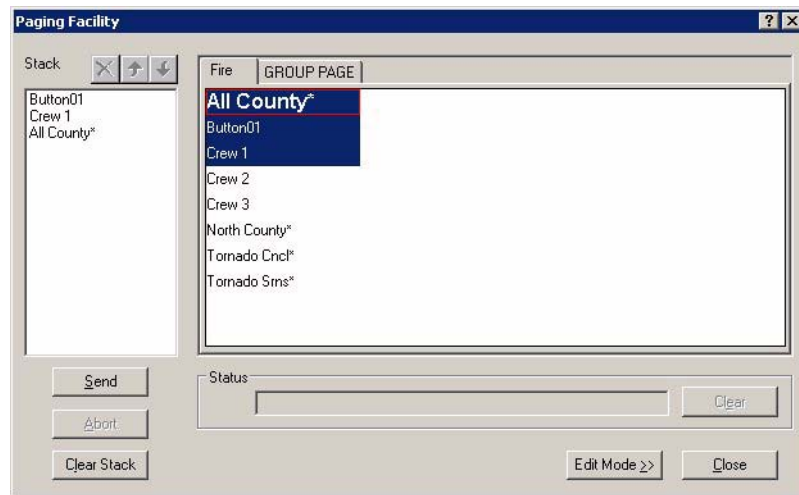 Paging Facility
Stack
Button01
Crew 1
All County*
Send
Abort
Clear Stack
Fire
GROUP PAGE
All County*
Button01
Crew 1
Crew 2
Crew 3
North County*
Tornado Cncl*
Tornado Srns*
Status
Clear
Edit Mode >>
Close